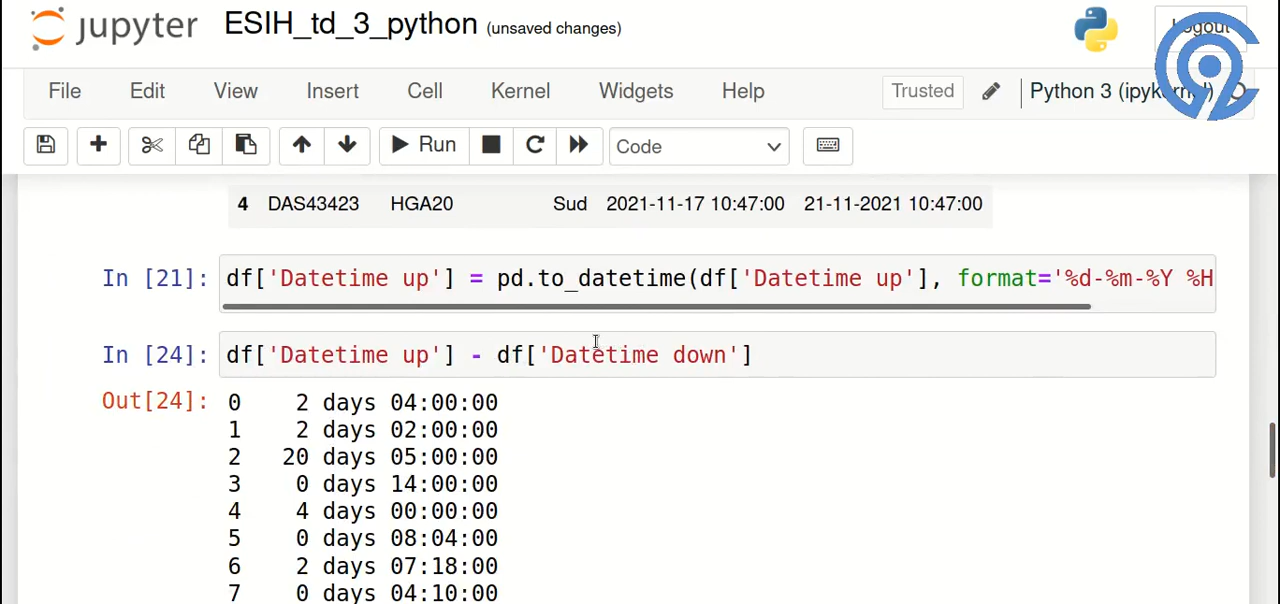 jupyter ESIH_td_3_python (unsaved changes) Logout
File Edit View Insert Cell Kernel Widgets Help Trusted Python 3 (ipykernel)
Run Code
4 DAS43423 HGA20 Sud 2021-11-17 10:47:00 21-11-2021 10:47:00
In [21]: df['Datetime up'] = pd.to_datetime(df['Datetime up'], format='%d-%m-%Y %H
In [24]: df['Datetime up'] - df['Datetime down']
Out[24]: 0 2 days 04:00:00
1 2 days 02:00:00
2 20 days 05:00:00
3 0 days 14:00:00
4 4 days 00:00:00
5 0 days 08:04:00
6 2 days 07:18:00
7 0 days 04:10:00